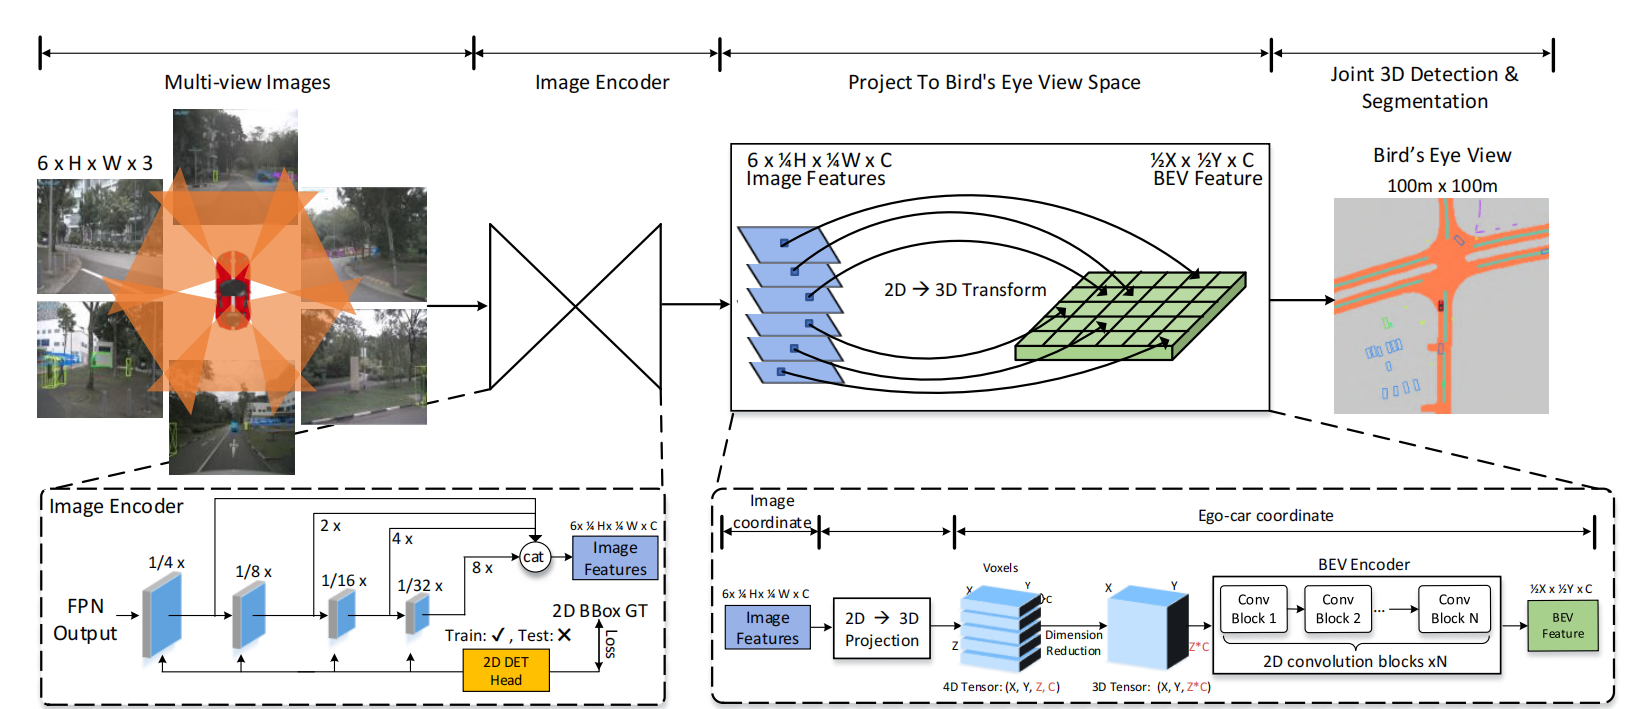 Multi-view Images
Image Encoder
Project To Bird's Eye View Space
Joint 3D Detection &
Segmentation
6 x H x W x 3
6 x ¼H x ¼W x C
Image Features
½X x ½Y x C
BEV Feature
2D → 3D Transform
Bird's Eye View
100m x 100m
Image Encoder
FPN
Output
1/4 x
1/8 x
1/16 x
1/32 x
2 x
4 x
8 x
cat
6x ¼ Hx ¼ W x C
Image
Features
2D BBox GT
Train: ✓, Test: ✗
Loss
2D DET
Head
Image
coordinate
Ego-car coordinate
6x ¼ Hx ¼ W x C
Image
Features
2D → 3D
Projection
Voxels
X
Y
C
Z
4D Tensor: (X, Y, Z, C)
Dimension
Reduction
X
Y
Z*C
3D Tensor: (X, Y, Z*C)
BEV Encoder
Conv
Block 1
Conv
Block 2
...
Conv
Block N
2D convolution blocks xN
½X x ½Y x C
BEV
Feature